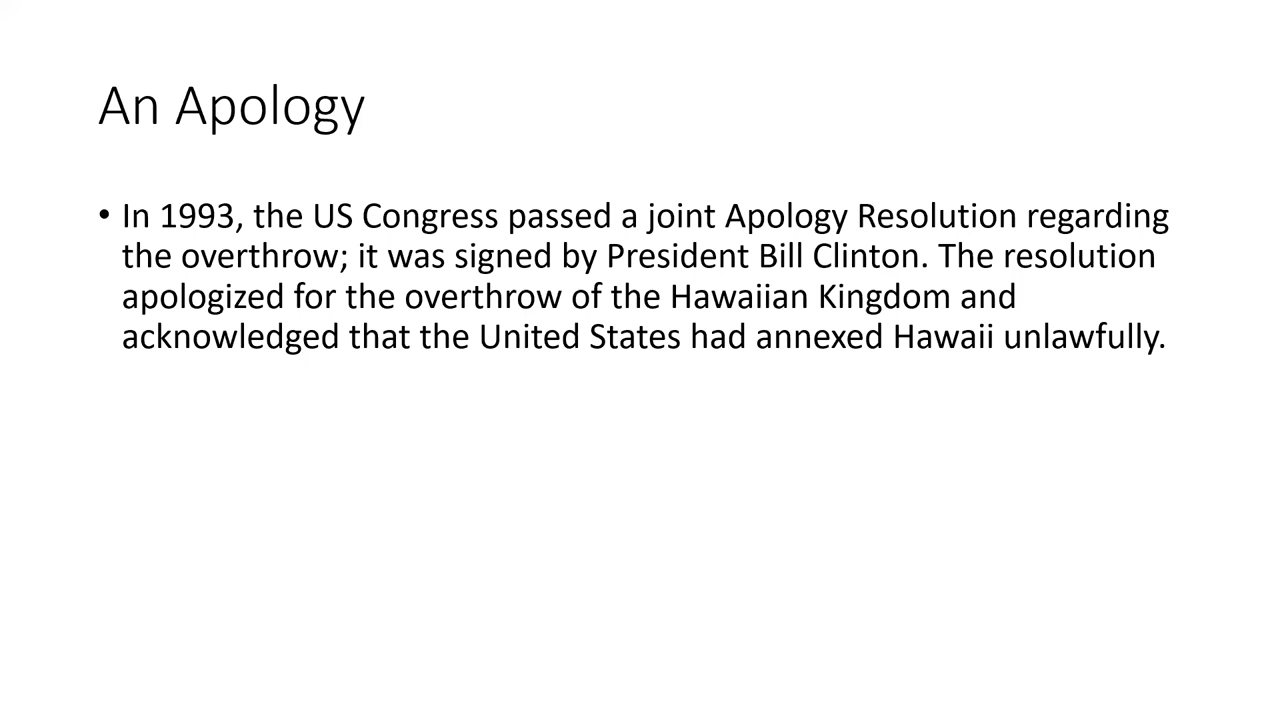 An Apology
• In 1993, the US Congress passed a joint Apology Resolution regarding
the overthrow; it was signed by President Bill Clinton. The resolution
apologized for the overthrow of the Hawaiian Kingdom and
acknowledged that the United States had annexed Hawaii unlawfully.